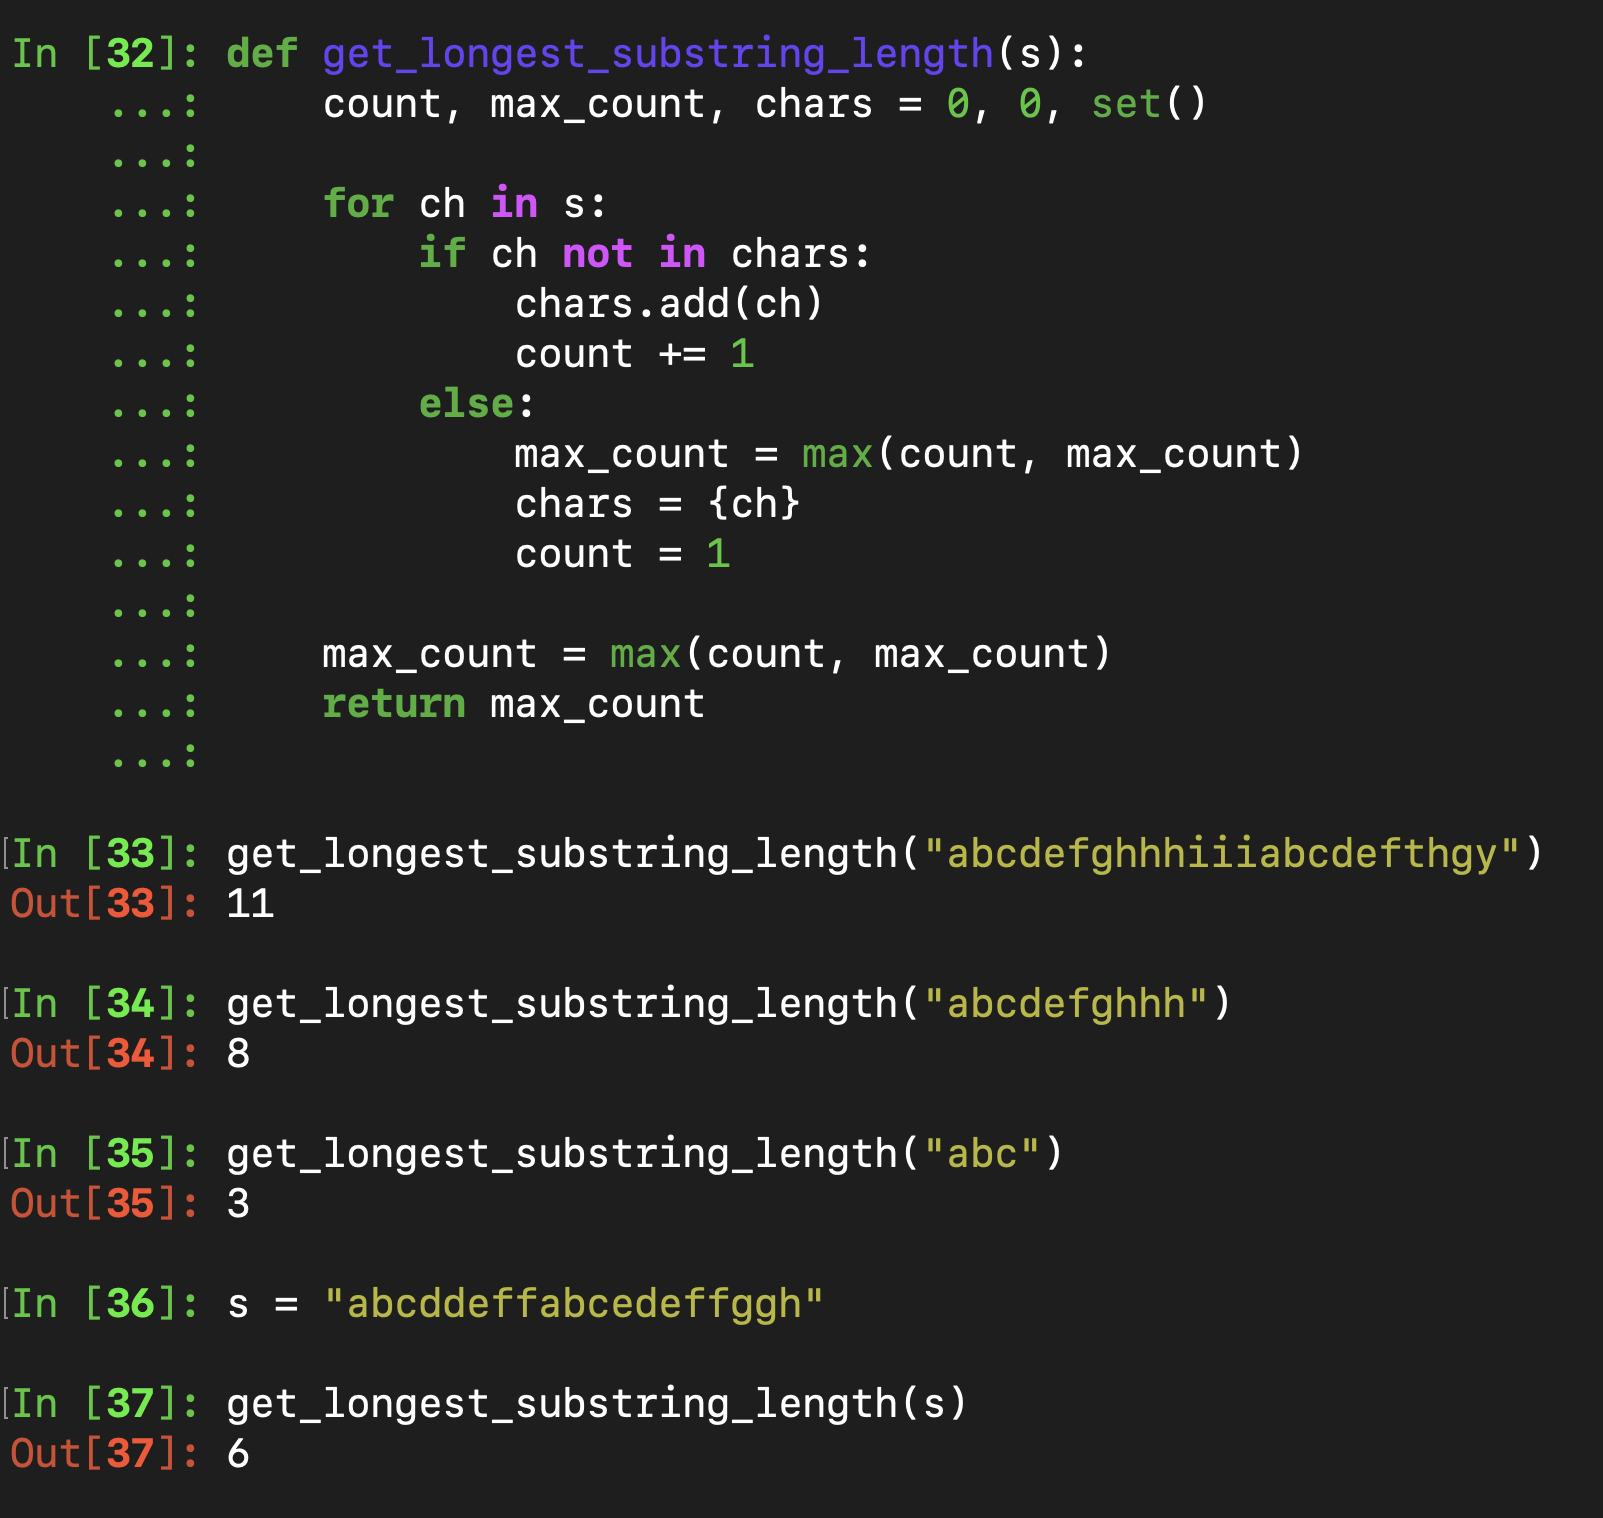 In [32]: def get_longest_substring_length(s):
    ...:     count, max_count, chars = 0, 0, set()
    ...:
    ...:     for ch in s:
    ...:         if ch not in chars:
    ...:             chars.add(ch)
    ...:             count += 1
    ...:         else:
    ...:             max_count = max(count, max_count)
    ...:             chars = {ch}
    ...:             count = 1
    ...:
    ...:     max_count = max(count, max_count)
    ...:     return max_count
    ...:

[In [33]: get_longest_substring_length("abcdefghhhiiiabcdefthgy")
Out[33]: 11

[In [34]: get_longest_substring_length("abcdefghhh")
Out[34]: 8

[In [35]: get_longest_substring_length("abc")
Out[35]: 3

[In [36]: s = "abcddeffabcedeffggh"

[In [37]: get_longest_substring_length(s)
Out[37]: 6